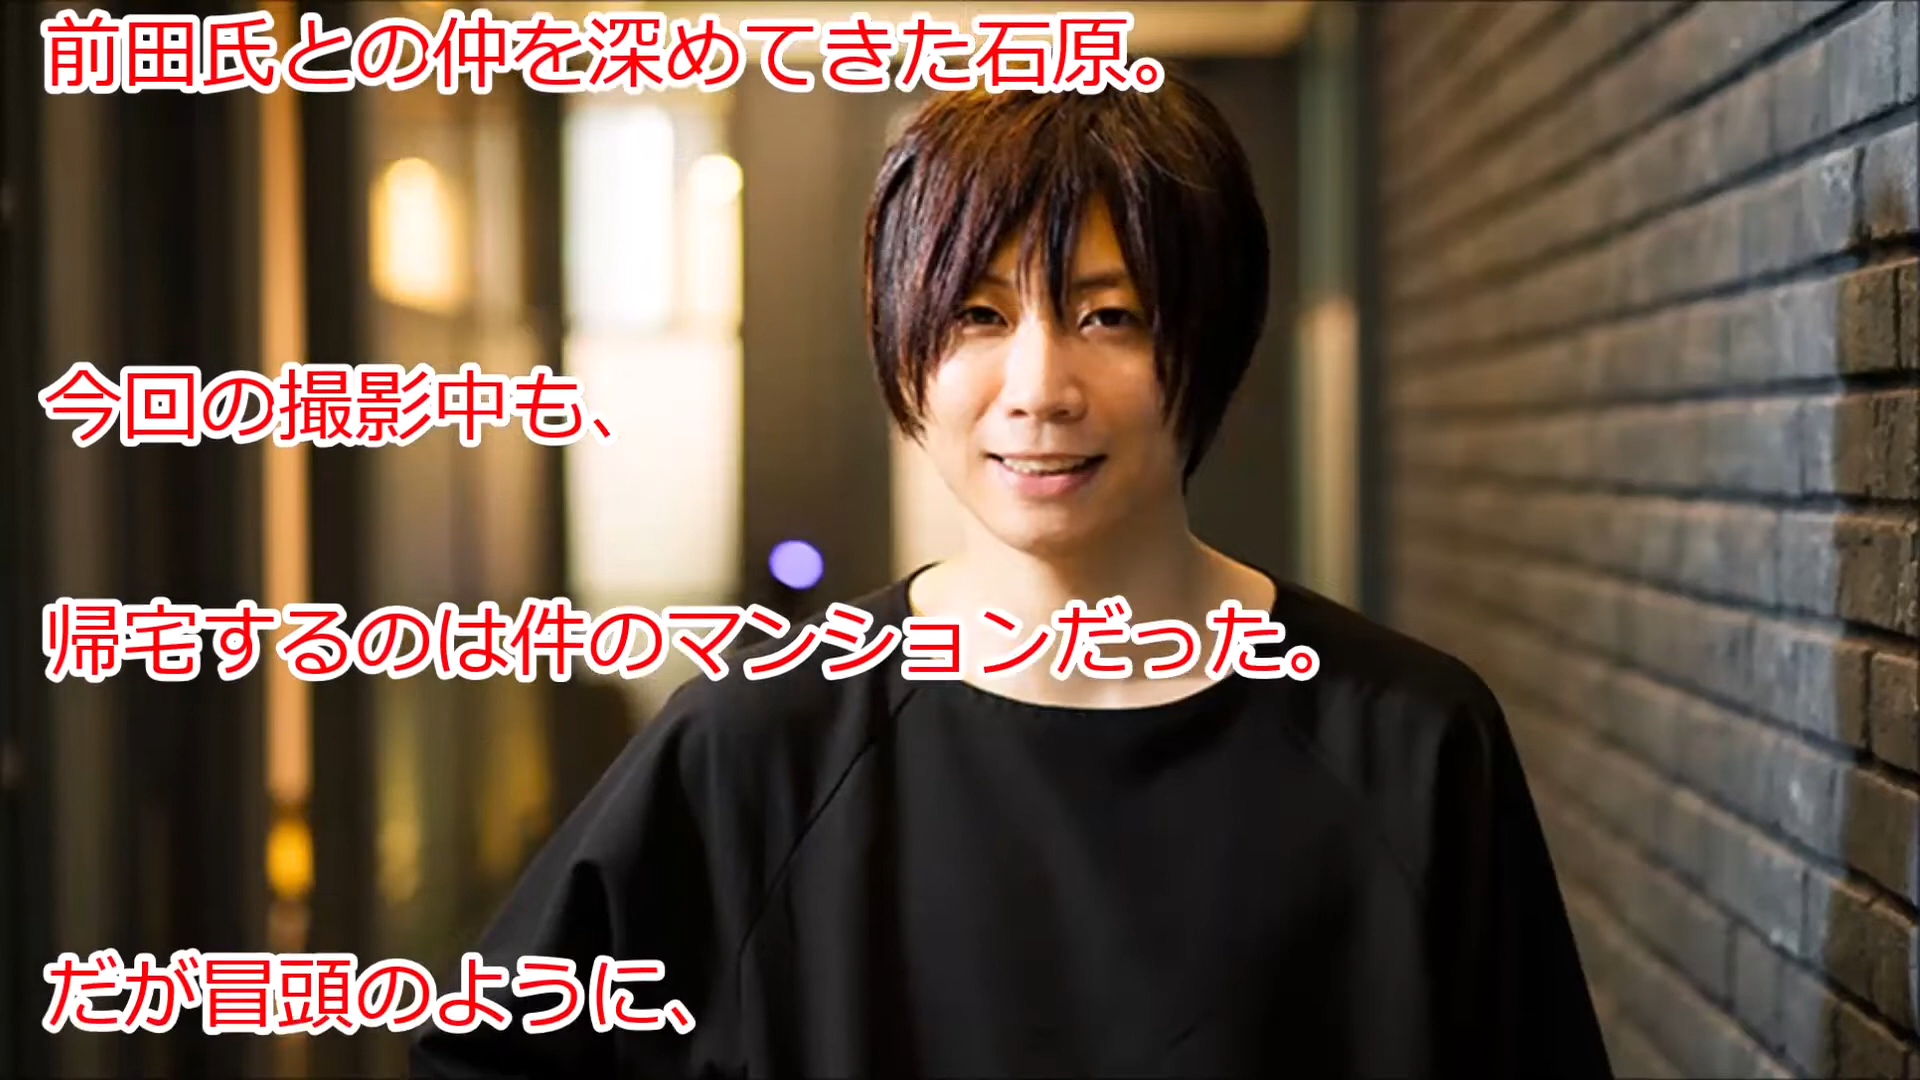 前田氏との仲を深めてきた石原。
今回の撮影中も、
帰宅するのは件のマンションだった。
だが冒頭のように、